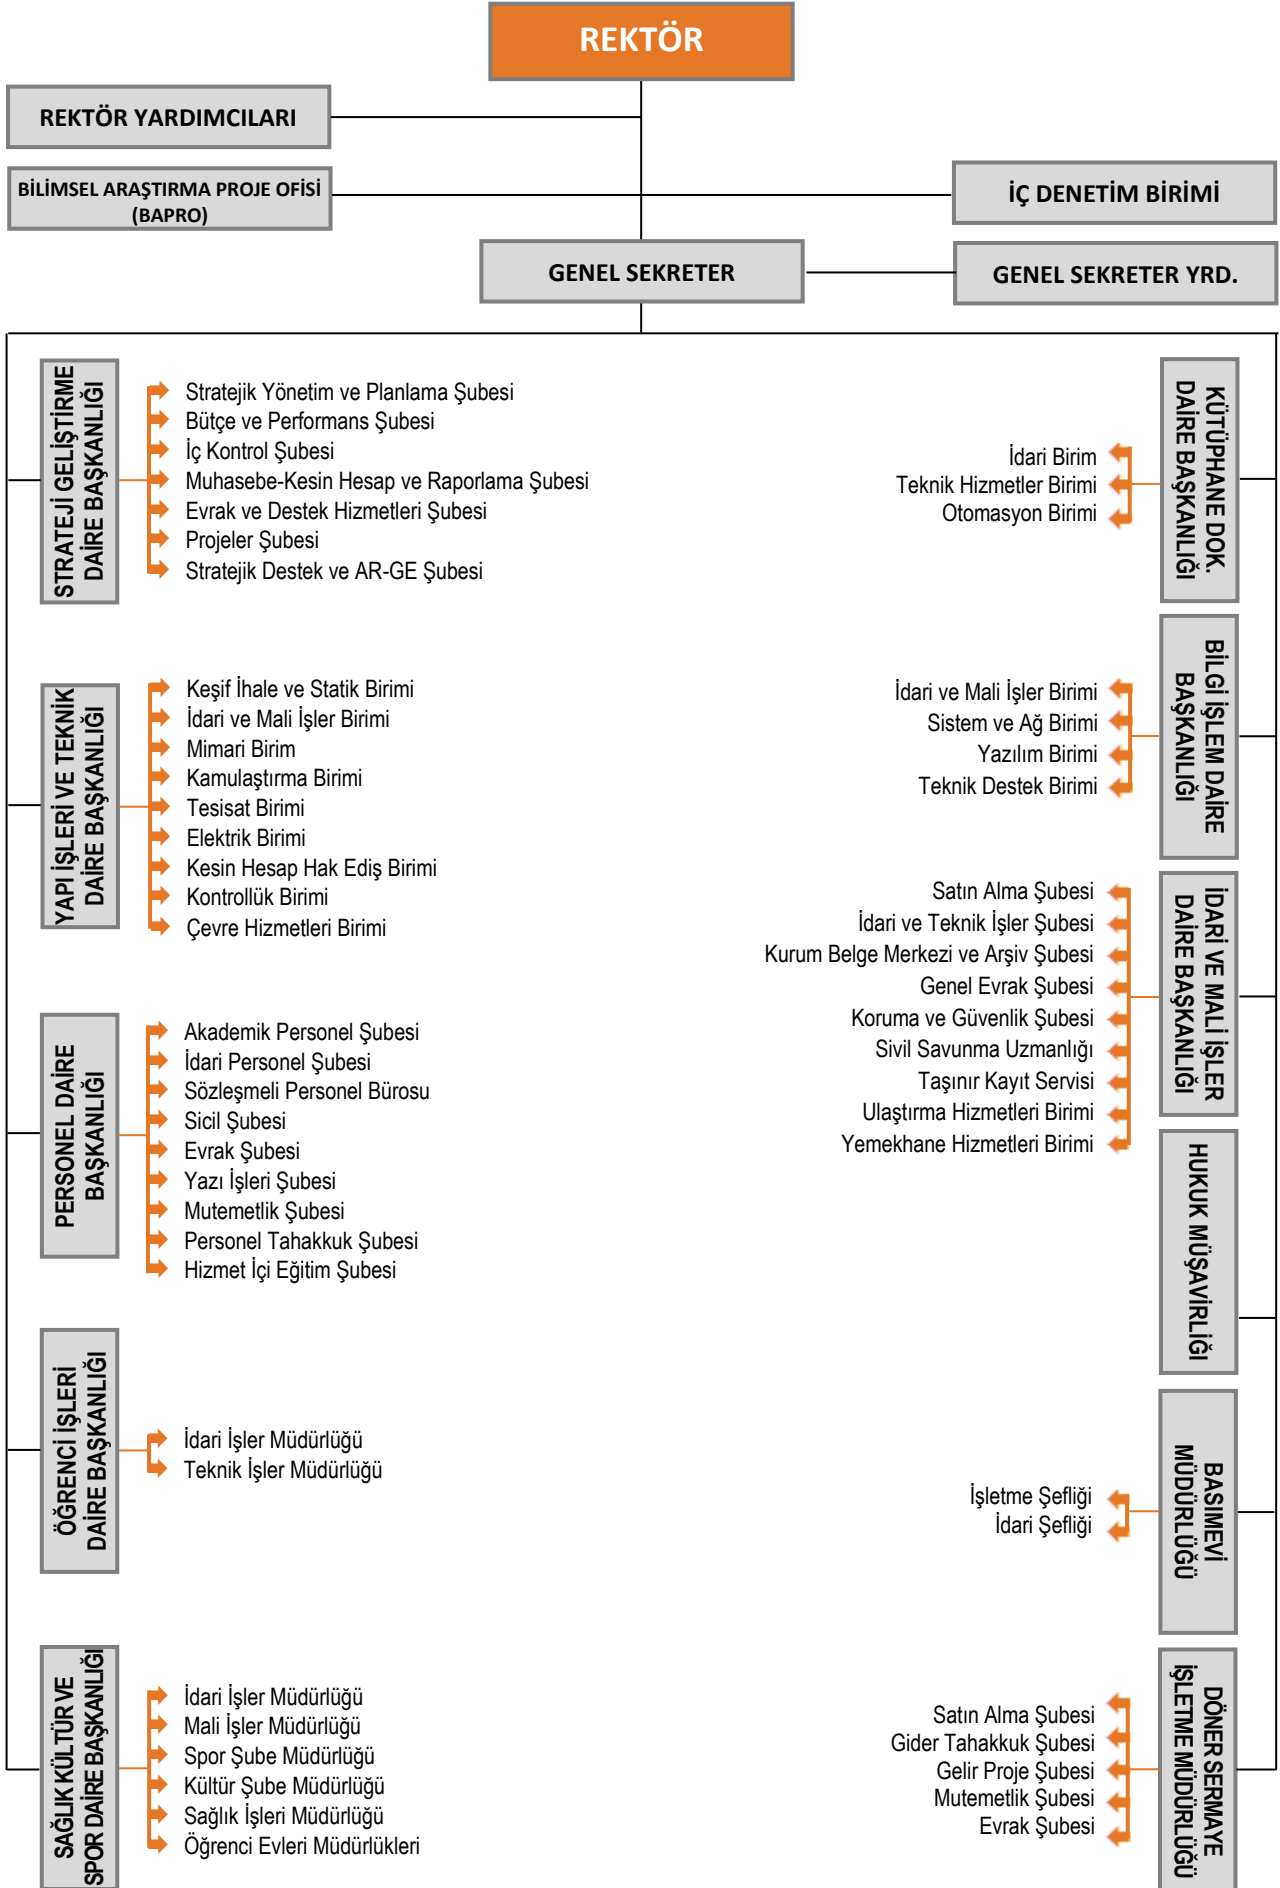 REKTÖR
REKTÖR YARDIMCILARI
BİLİMSEL ARAŞTIRMA PROJE OFİSİ
(BAPRO)
İÇ DENETİM BİRİMİ
GENEL SEKRETER
GENEL SEKRETER YRD.
STRATEJİ GELİŞTİRME
DAİRE BAŞKANLIĞI
Stratejik Yönetim ve Planlama Şubesi
Bütçe ve Performans Şubesi
İç Kontrol Şubesi
Muhasebe-Kesin Hesap ve Raporlama Şubesi
Evrak ve Destek Hizmetleri Şubesi
Projeler Şubesi
Stratejik Destek ve AR-GE Şubesi
YAPI İŞLERİ VE TEKNİK
DAİRE BAŞKANLIĞI
Keşif İhale ve Statik Birimi
İdari ve Mali İşler Birimi
Mimari Birim
Kamulaştırma Birimi
Tesisat Birimi
Elektrik Birimi
Kesin Hesap Hak Ediş Birimi
Kontrollük Birimi
Çevre Hizmetleri Birimi
PERSONEL DAİRE
BAŞKANLIĞI
Akademik Personel Şubesi
İdari Personel Şubesi
Sözleşmeli Personel Bürosu
Sicil Şubesi
Evrak Şubesi
Yazı İşleri Şubesi
Mutemetlik Şubesi
Personel Tahakkuk Şubesi
Hizmet İçi Eğitim Şubesi
ÖĞRENCİ İŞLERİ
DAİRE BAŞKANLIĞI
İdari İşler Müdürlüğü
Teknik İşler Müdürlüğü
SAĞLIK KÜLTÜR VE
SPOR DAİRE BAŞKANLIĞI
İdari İşler Müdürlüğü
Mali İşler Müdürlüğü
Spor Şube Müdürlüğü
Kültür Şube Müdürlüğü
Sağlık İşleri Müdürlüğü
Öğrenci Evleri Müdürlükleri
KÜTÜPHANE DOK.
DAİRE BAŞKANLIĞI
İdari Birim
Teknik Hizmetler Birimi
Otomasyon Birimi
BİLGİ İŞLEM DAİRE
BAŞKANLIĞI
İdari ve Mali İşler Birimi
Sistem ve Ağ Birimi
Yazılım Birimi
Teknik Destek Birimi
İDARİ VE MALİ İŞLER
DAİRE BAŞKANLIĞI
Satın Alma Şubesi
İdari ve Teknik İşler Şubesi
Kurum Belge Merkezi ve Arşiv Şubesi
Genel Evrak Şubesi
Koruma ve Güvenlik Şubesi
Sivil Savunma Uzmanlığı
Taşınır Kayıt Servisi
Ulaştırma Hizmetleri Birimi
Yemekhane Hizmetleri Birimi
HUKUK MÜŞAVİRLİĞİ
BASIMEVİ
MÜDÜRLÜĞÜ
İşletme Şefliği
İdari Şefliği
DÖNER SERMAYE
İŞLETME MÜDÜRLÜĞÜ
Satın Alma Şubesi
Gider Tahakkuk Şubesi
Gelir Proje Şubesi
Mutemetlik Şubesi
Evrak Şubesi